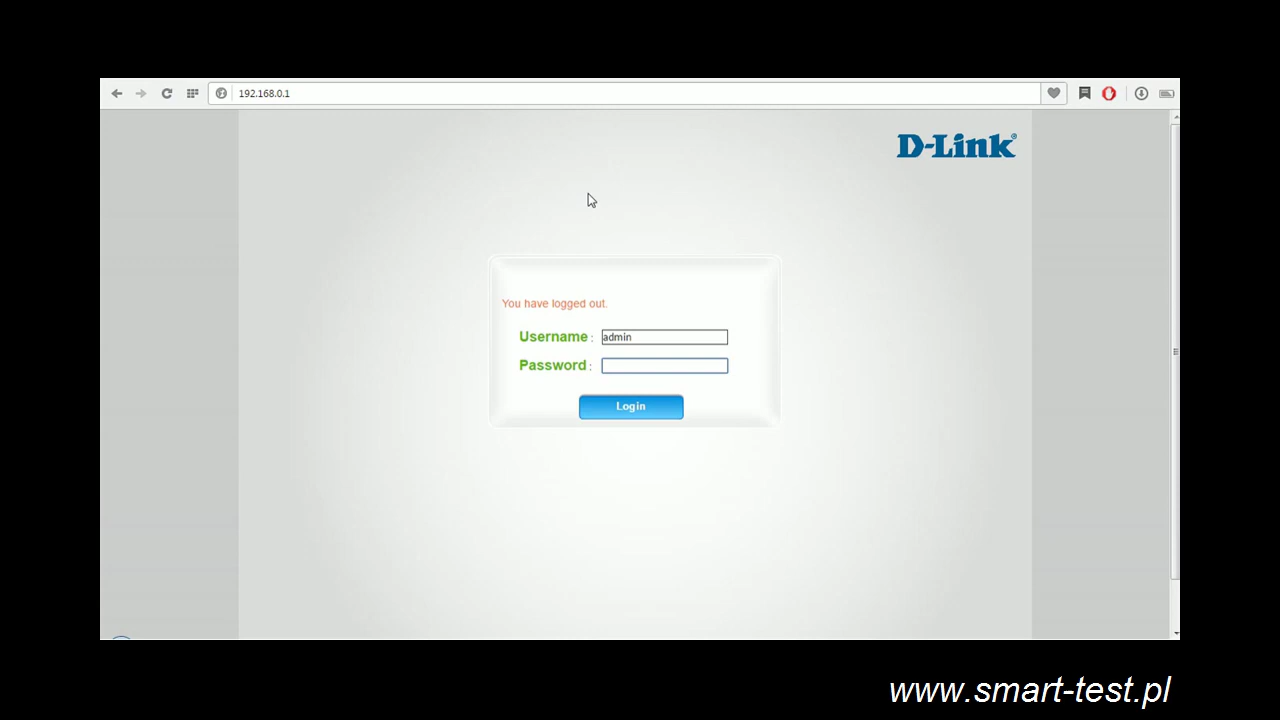 192.168.0.1
D-Link®
You have logged out.
Username : admin
Password :
Login
www.smart-test.pl